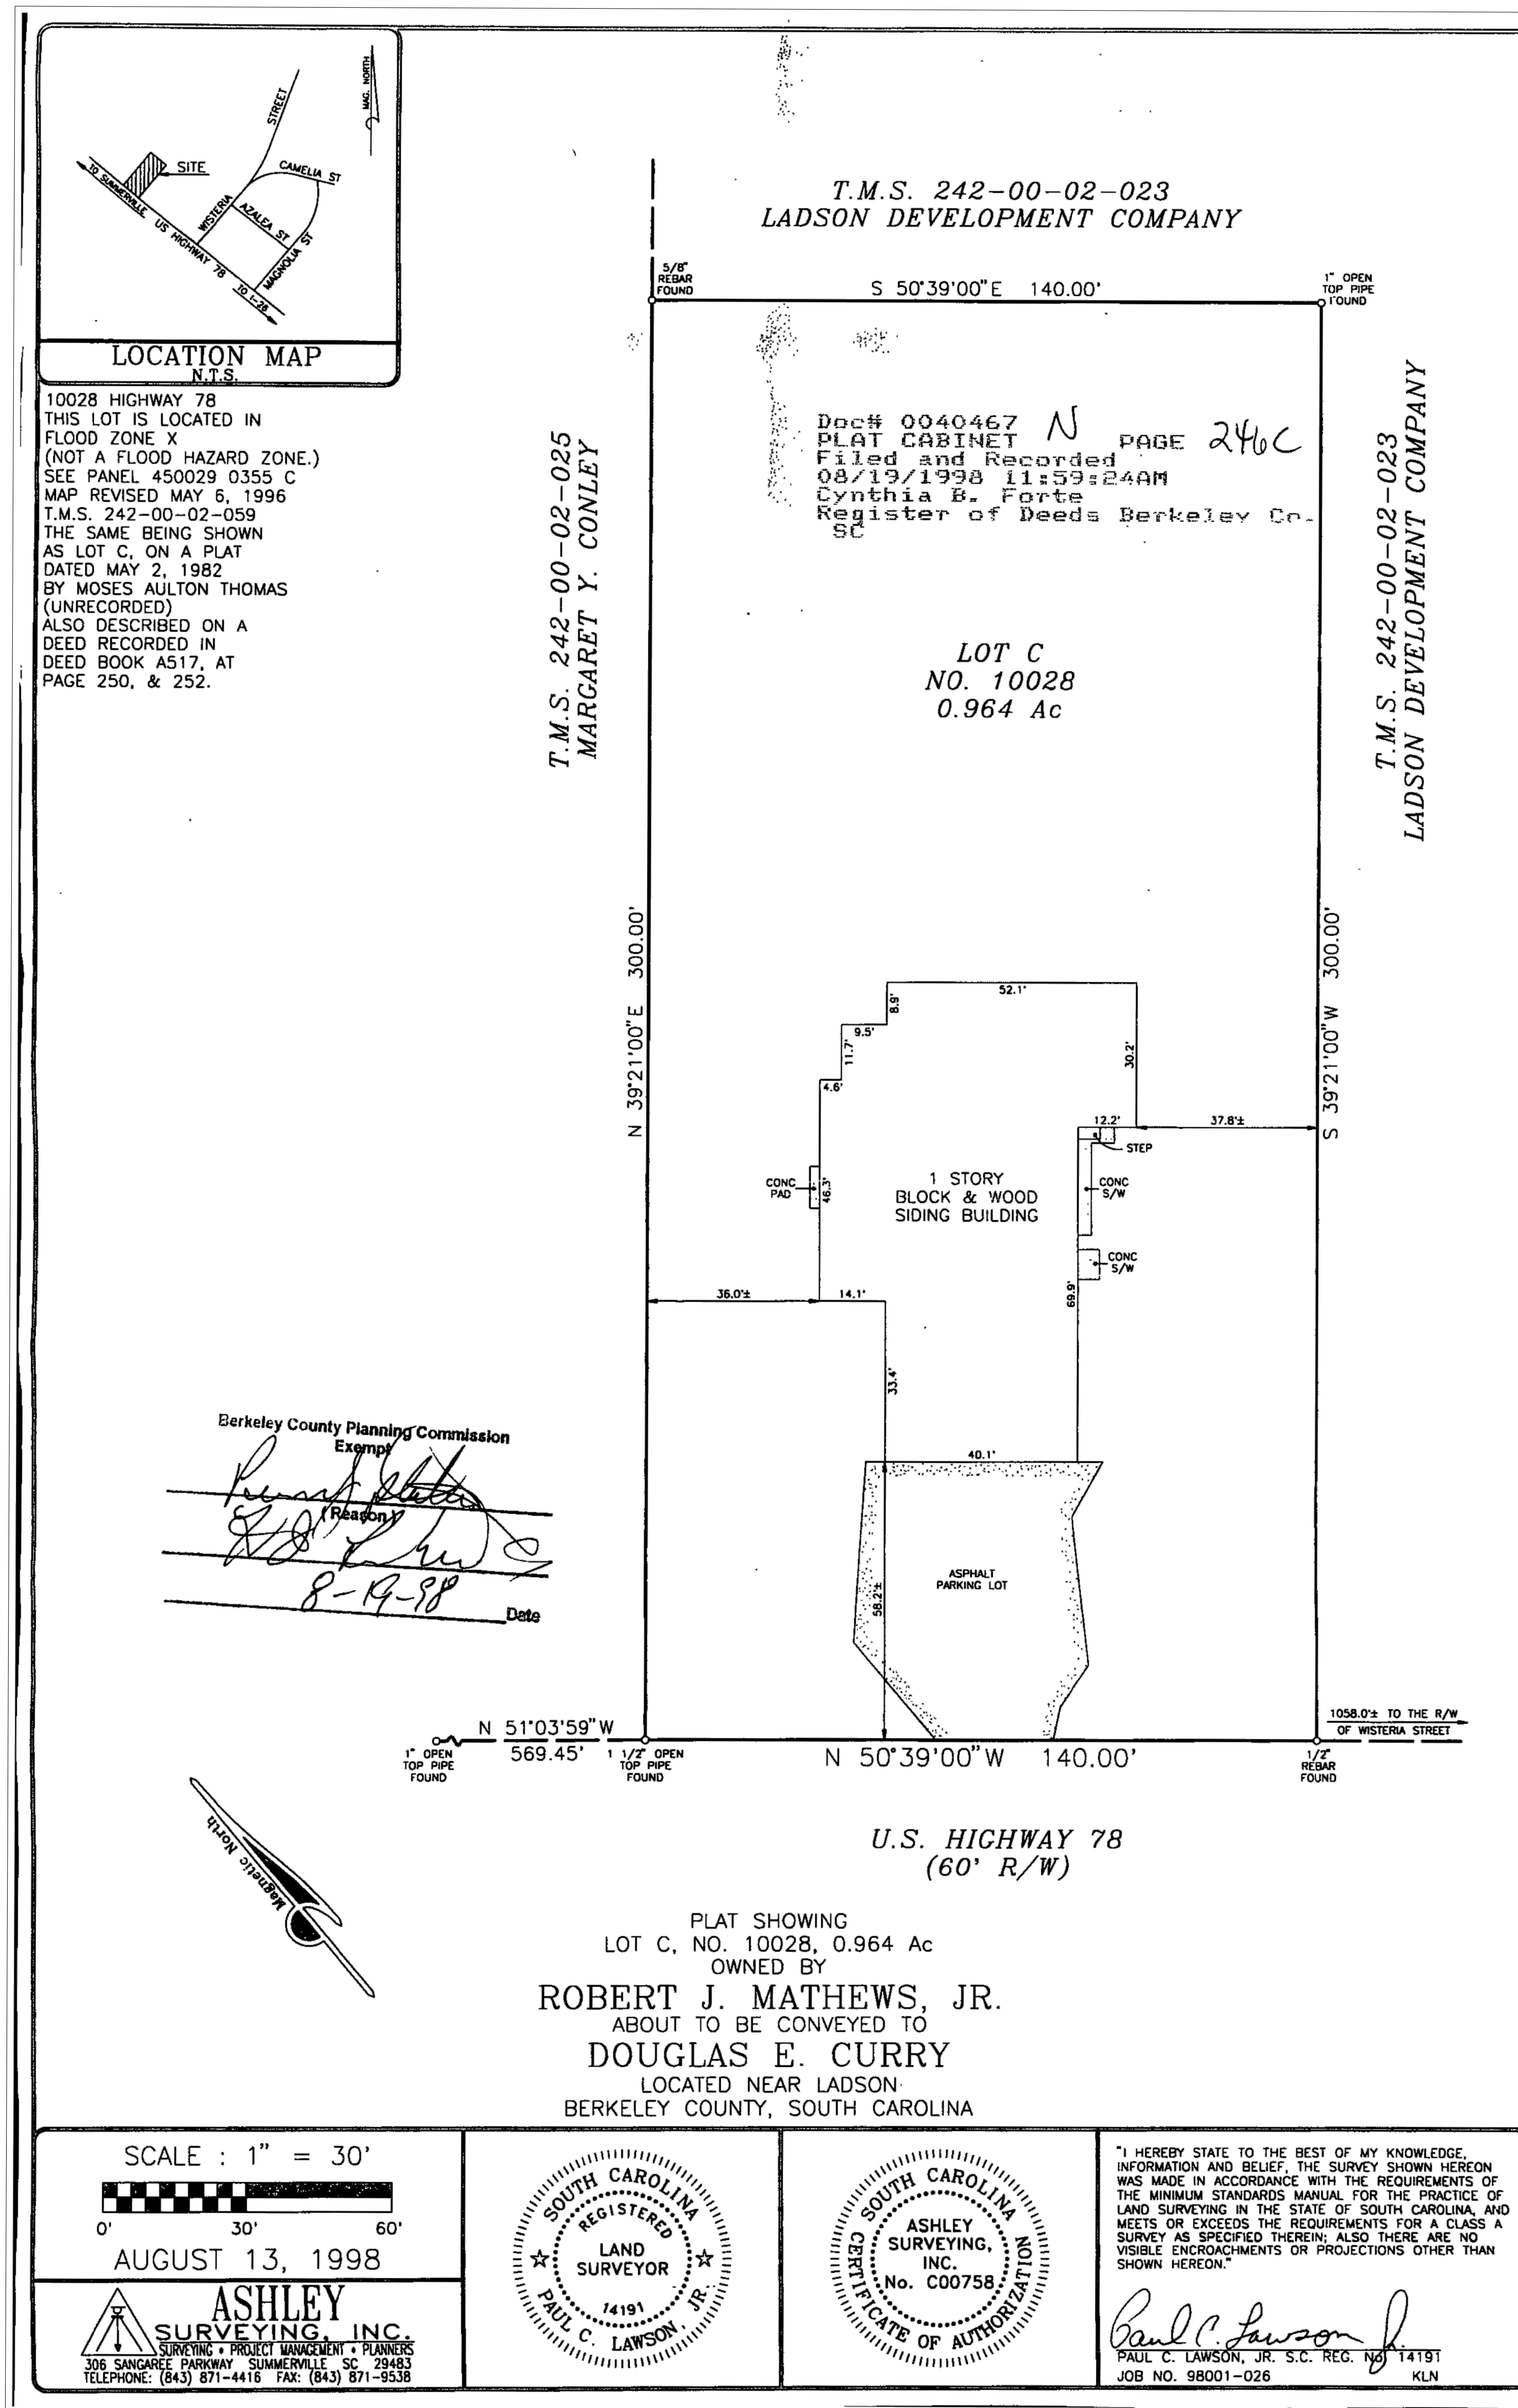 MAG. NORTH
STREET
SITE
CAMELIA ST
TO SUMMERVILLE
WISTERIA
AZALEA ST
US HIGHWAY 78
MAGNOLIA ST
TO I-26
LOCATION MAP
N.T.S.
10028 HIGHWAY 78
THIS LOT IS LOCATED IN
FLOOD ZONE X
(NOT A FLOOD HAZARD ZONE.)
SEE PANEL 450029 0355 C
MAP REVISED MAY 6, 1996
T.M.S. 242-00-02-059
THE SAME BEING SHOWN
AS LOT C, ON A PLAT
DATED MAY 2, 1982
BY MOSES AULTON THOMAS
(UNRECORDED)
ALSO DESCRIBED ON A
DEED RECORDED IN
DEED BOOK A517, AT
PAGE 250, & 252.
T.M.S. 242-00-02-023
LADSON DEVELOPMENT COMPANY
5/8"
REBAR
FOUND
S 50°39'00"E 140.00'
1" OPEN
TOP PIPE
FOUND
Doc# 0040467
PLAT CABINET N PAGE 246C
Filed and Recorded
08/19/1998 11:59:24AM
Cynthia B. Forte
Register of Deeds Berkeley Co.
SC
T.M.S. 242-00-02-025
MARGARET Y. CONLEY
T.M.S. 242-00-02-023
LADSON DEVELOPMENT COMPANY
LOT C
NO. 10028
0.964 Ac
N 39°21'00"E 300.00'
S 39°21'00"W 300.00'
52.1'
8.9'
9.5'
11.7'
30.2'
4.6'
12.2'
37.8'±
STEP
CONC
PAD
46.3'
1 STORY
BLOCK & WOOD
SIDING BUILDING
CONC
S/W
CONC
S/W
69.9'
36.0'±
14.1'
33.4'
40.1'
ASPHALT
PARKING LOT
58.2'±
Berkeley County Planning Commission
Exempt
(Reason)
8-19-98
Date
N 51°03'59"W
569.45'
1" OPEN
TOP PIPE
FOUND
1 1/2" OPEN
TOP PIPE
FOUND
N 50°39'00"W 140.00'
1058.0'± TO THE R/W
OF WISTERIA STREET
1/2"
REBAR
FOUND
Magnetic North
U.S. HIGHWAY 78
(60' R/W)
PLAT SHOWING
LOT C, NO. 10028, 0.964 Ac
OWNED BY
ROBERT J. MATHEWS, JR.
ABOUT TO BE CONVEYED TO
DOUGLAS E. CURRY
LOCATED NEAR LADSON
BERKELEY COUNTY, SOUTH CAROLINA
SCALE : 1" = 30'
0' 30' 60'
AUGUST 13, 1998
ASHLEY
SURVEYING, INC.
SURVEYING • PROJECT MANAGEMENT • PLANNERS
306 SANGAREE PARKWAY SUMMERVILLE SC 29483
TELEPHONE: (843) 871-4416 FAX: (843) 871-9538
SOUTH CAROLINA
REGISTERED
LAND
SURVEYOR
14191
PAUL C. LAWSON, JR.
SOUTH CAROLINA
ASHLEY
SURVEYING,
INC.
No. C00758
CERTIFICATE OF AUTHORIZATION
"I HEREBY STATE TO THE BEST OF MY KNOWLEDGE,
INFORMATION AND BELIEF, THE SURVEY SHOWN HEREON
WAS MADE IN ACCORDANCE WITH THE REQUIREMENTS OF
THE MINIMUM STANDARDS MANUAL FOR THE PRACTICE OF
LAND SURVEYING IN THE STATE OF SOUTH CAROLINA, AND
MEETS OR EXCEEDS THE REQUIREMENTS FOR A CLASS A
SURVEY AS SPECIFIED THEREIN; ALSO THERE ARE NO
VISIBLE ENCROACHMENTS OR PROJECTIONS OTHER THAN
SHOWN HEREON."
Paul C. Lawson Jr.
PAUL C. LAWSON, JR. S.C. REG. NO. 14191
JOB NO. 98001-026 KLN